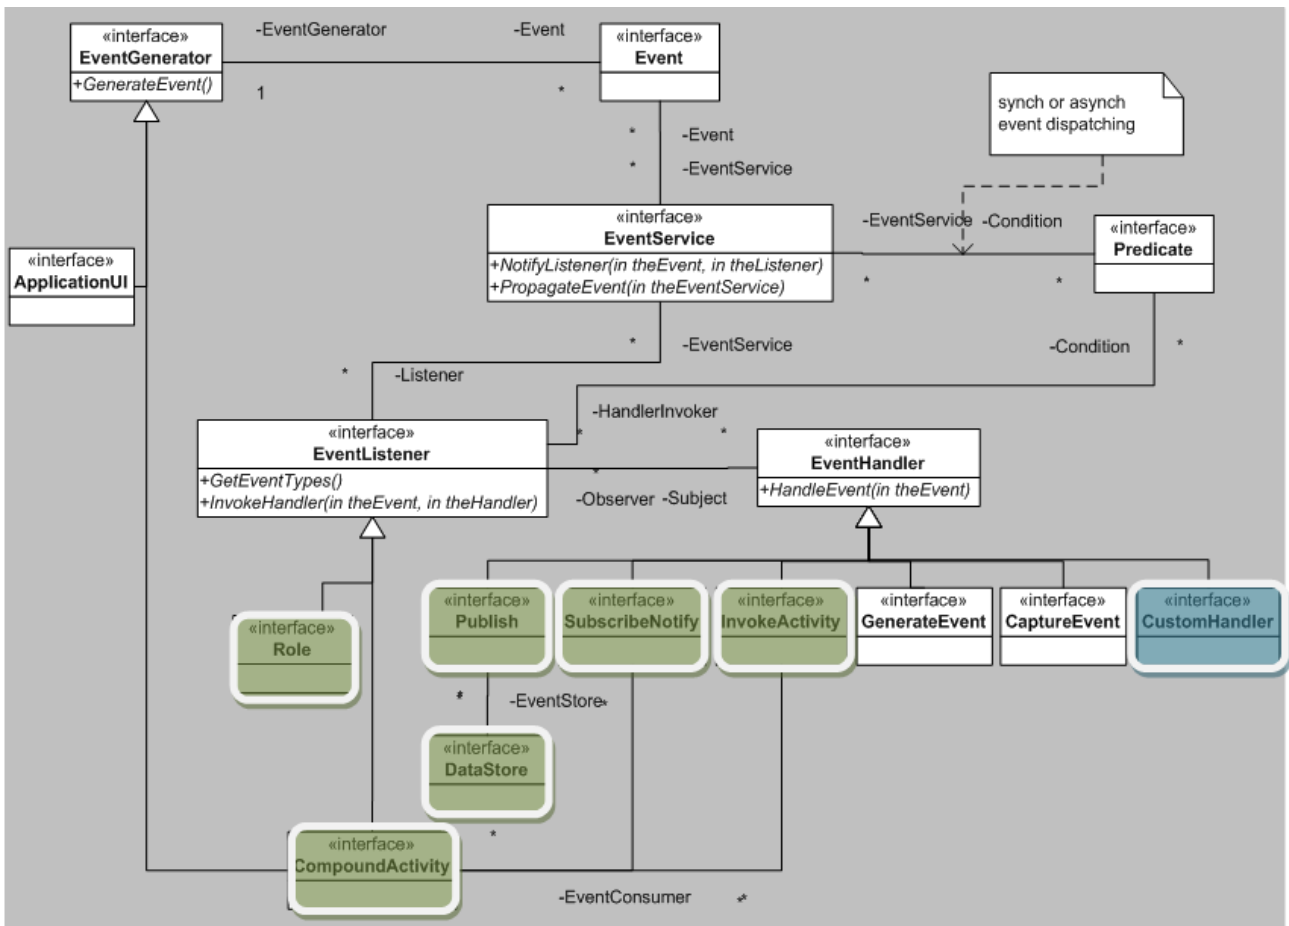 «interface»
EventGenerator
+GenerateEvent()
-EventGenerator
-Event
1
*
«interface»
Event
synch or asynch
event dispatching
*
-Event
*
-EventService
«interface»
ApplicationUI
«interface»
EventService
+NotifyListener(in theEvent, in theListener)
+PropagateEvent(in theEventService)
-EventService
-Condition
*
*
«interface»
Predicate
*
-EventService
-Condition
*
*
-Listener
-HandlerInvoker
*
*
«interface»
EventListener
+GetEventTypes()
+InvokeHandler(in theEvent, in theHandler)
*
-Observer
-Subject
«interface»
EventHandler
+HandleEvent(in theEvent)
«interface»
Role
«interface»
Publish
«interface»
SubscribeNotify
«interface»
InvokeActivity
«interface»
GenerateEvent
«interface»
CaptureEvent
«interface»
CustomHandler
*
-EventStore
*
«interface»
DataStore
«interface»
CompoundActivity
*
-EventConsumer
*